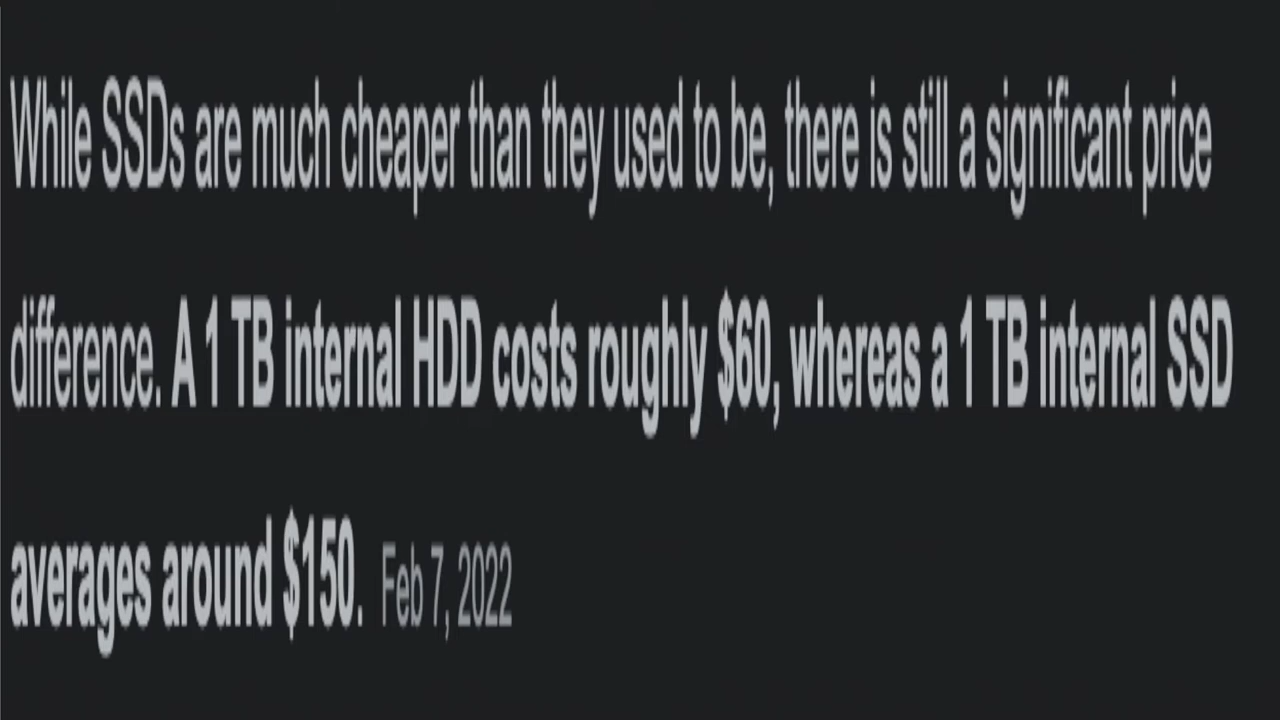 While SSDs are much cheaper than they used to be, there is still a significant price
difference. A 1 TB internal HDD costs roughly $60, whereas a 1 TB internal SSD
averages around $150. Feb 7, 2022